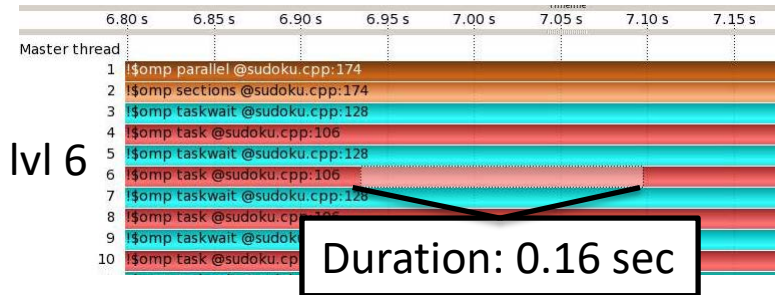 Timeline
6.80 s 6.85 s 6.90 s 6.95 s 7.00 s 7.05 s 7.10 s 7.15 s
Master thread
1 !$omp parallel @sudoku.cpp:174
2 !$omp sections @sudoku.cpp:174
3 !$omp taskwait @sudoku.cpp:128
4 !$omp task @sudoku.cpp:106
5 !$omp taskwait @sudoku.cpp:128
lvl 6
6 !$omp task @sudoku.cpp:106
7 !$omp taskwait @sudoku.cpp:128
8 !$omp task @sudoku.cpp:106
9 !$omp taskwait @sudok
10 !$omp task @sudoku.cp
Duration: 0.16 sec